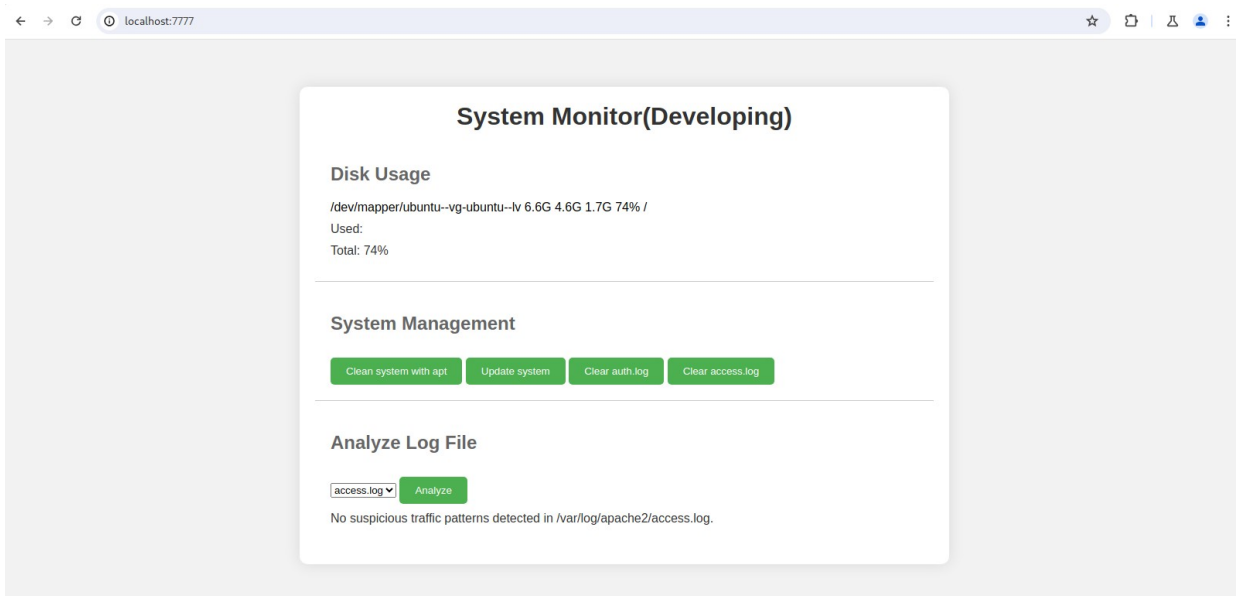 localhost:7777
System Monitor(Developing)
Disk Usage
/dev/mapper/ubuntu--vg-ubuntu--lv 6.6G 4.6G 1.7G 74% /
Used:
Total: 74%
System Management
Clean system with apt Update system Clear auth.log Clear access.log
Analyze Log File
access.log Analyze
No suspicious traffic patterns detected in /var/log/apache2/access.log.